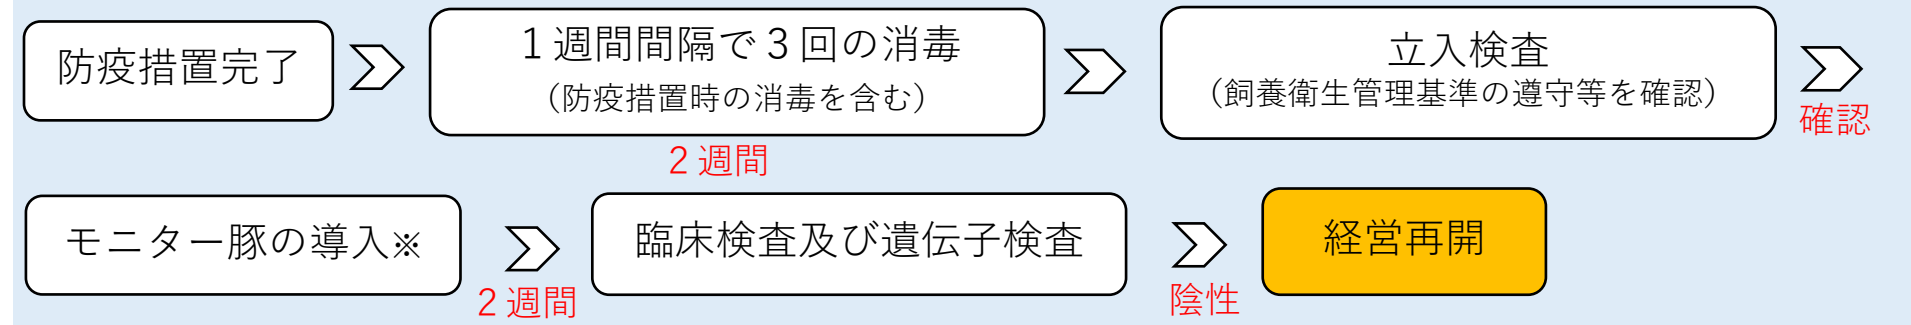 防疫措置完了
１週間間隔で３回の消毒
（防疫措置時の消毒を含む）
２週間
立入検査
（飼養衛生管理基準の遵守等を確認）
確認
モニター豚の導入※
２週間
臨床検査及び遺伝子検査
陰性
経営再開